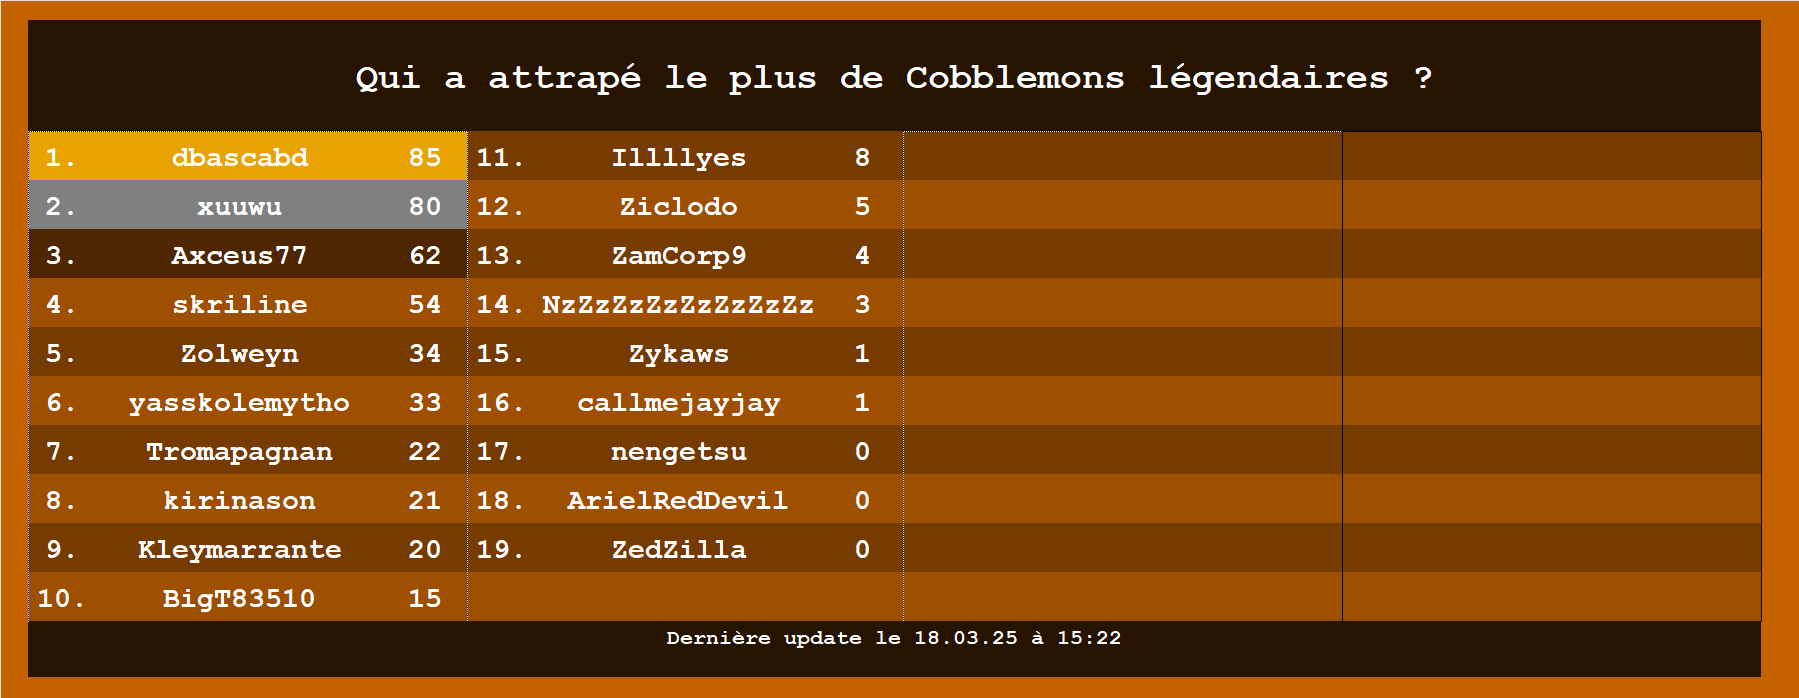 Qui a attrapé le plus de Cobblemons légendaires ?
1. dbascabd 85
2. xuuwu 80
3. Axceus77 62
4. skriline 54
5. Zolweyn 34
6. yasskolemytho 33
7. Tromapagnan 22
8. kirinason 21
9. Kleymarrante 20
10. BigT83510 15
11. Illllyes 8
12. Ziclodo 5
13. ZamCorp9 4
14. NzZzZzZzZzZzZzZz 3
15. Zykaws 1
16. callmejayjay 1
17. nengetsu 0
18. ArielRedDevil 0
19. ZedZilla 0
Dernière update le 18.03.25 à 15:22